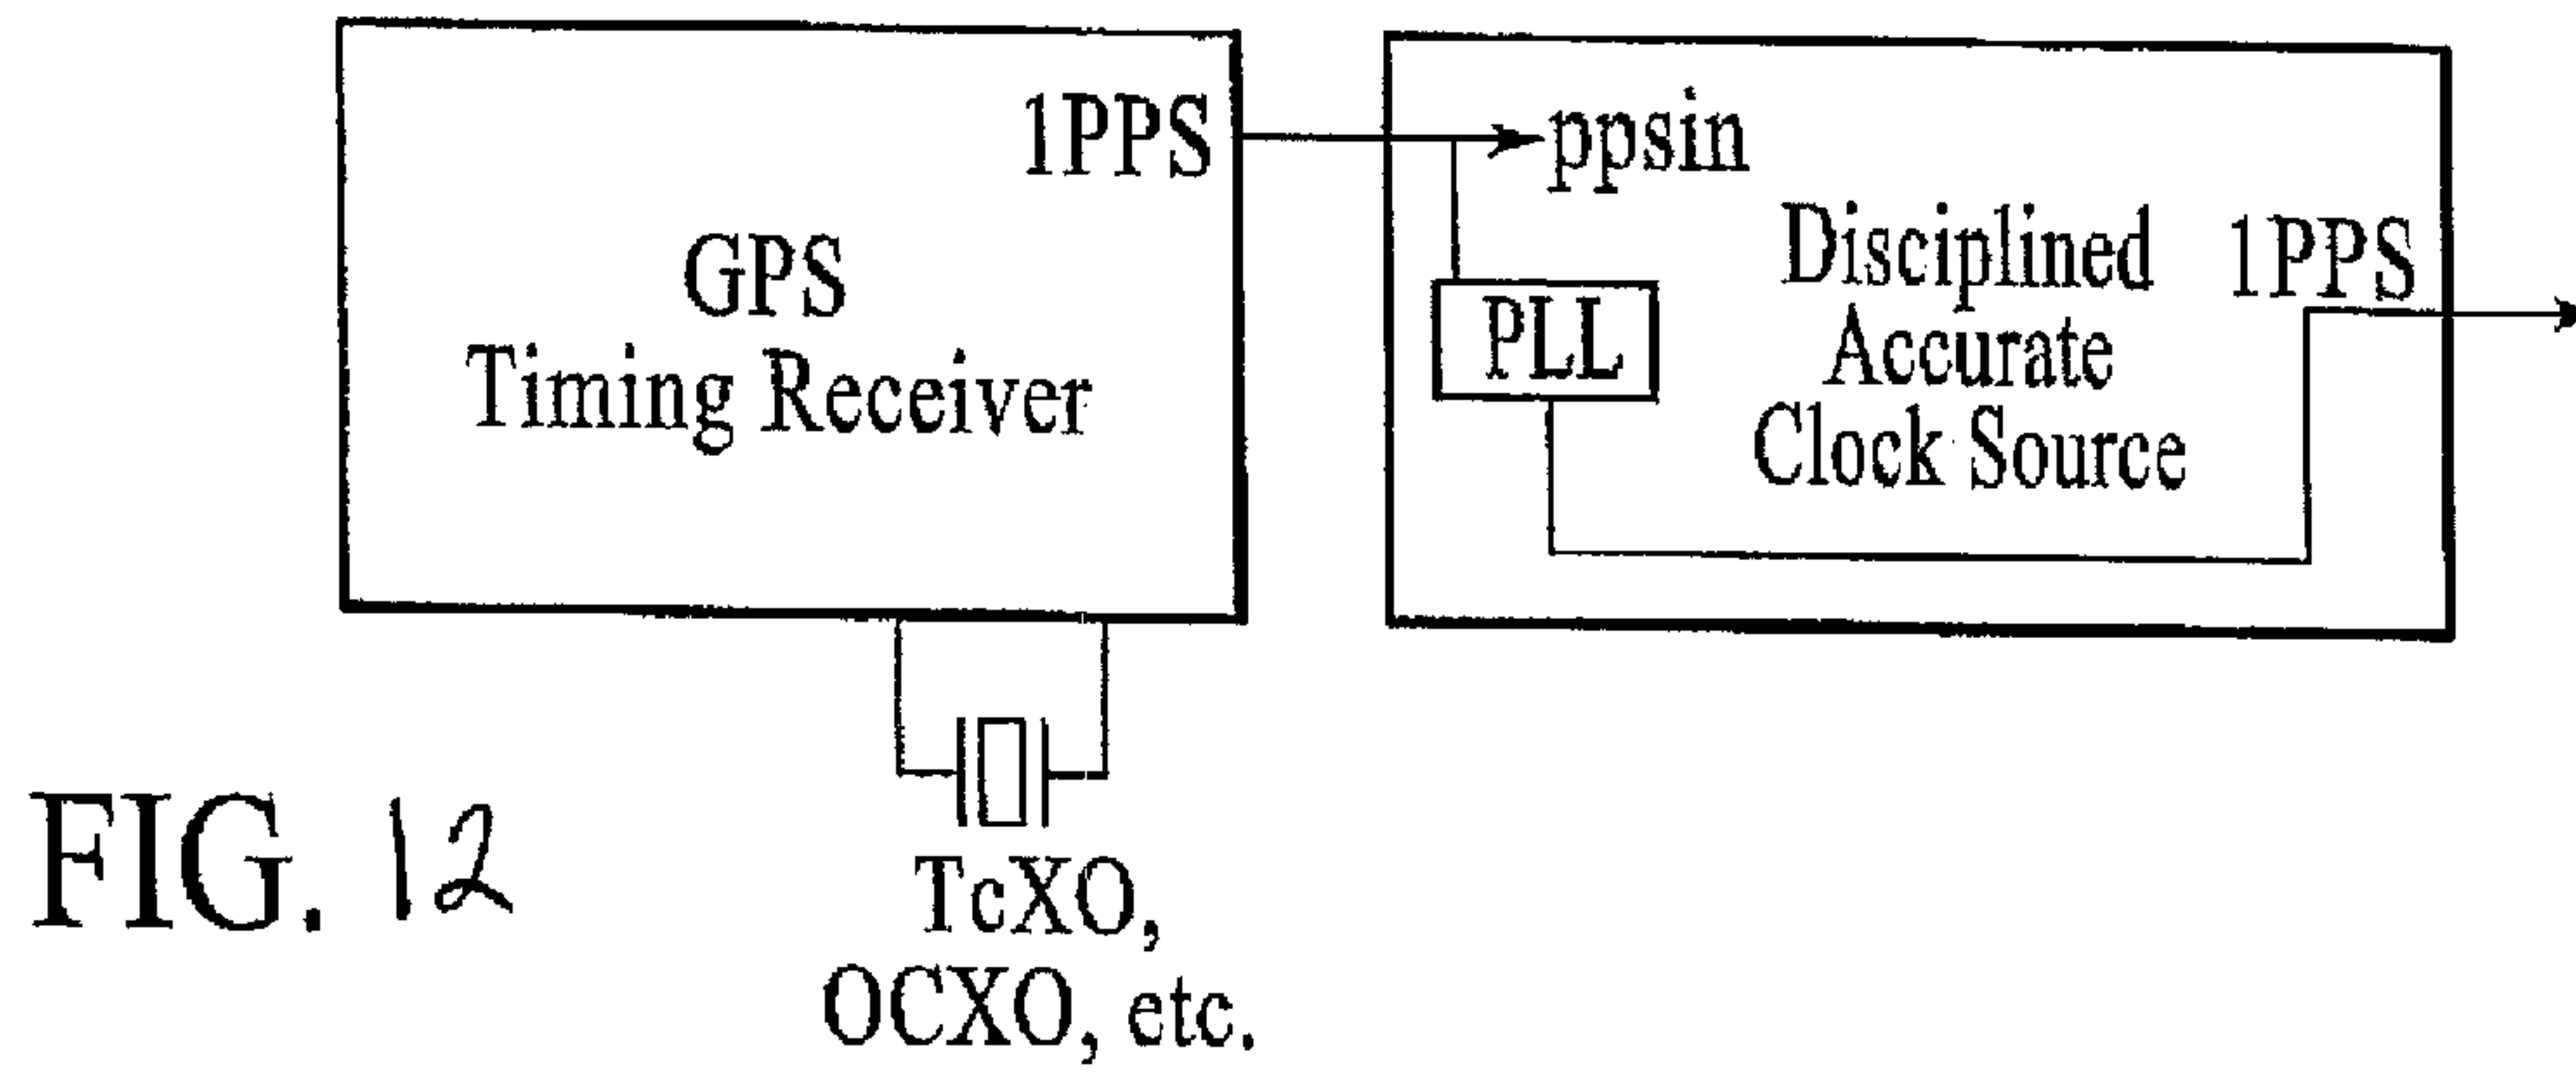 1PPS
GPS
Timing Receiver
ppsin
PLL
Disciplined
Accurate
Clock Source
1PPS
TcXO,
OCXO, etc.
FIG. 12